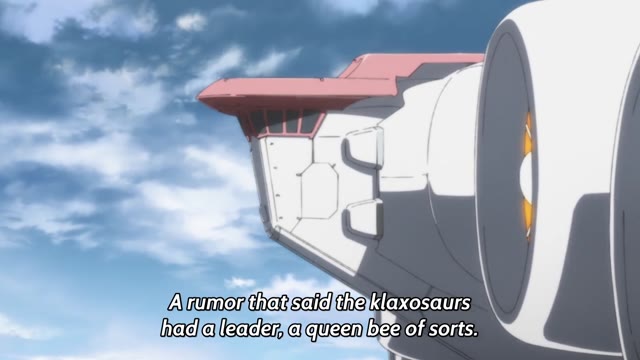 A rumor that said the klaxosaurs
had a leader, a queen bee of sorts.